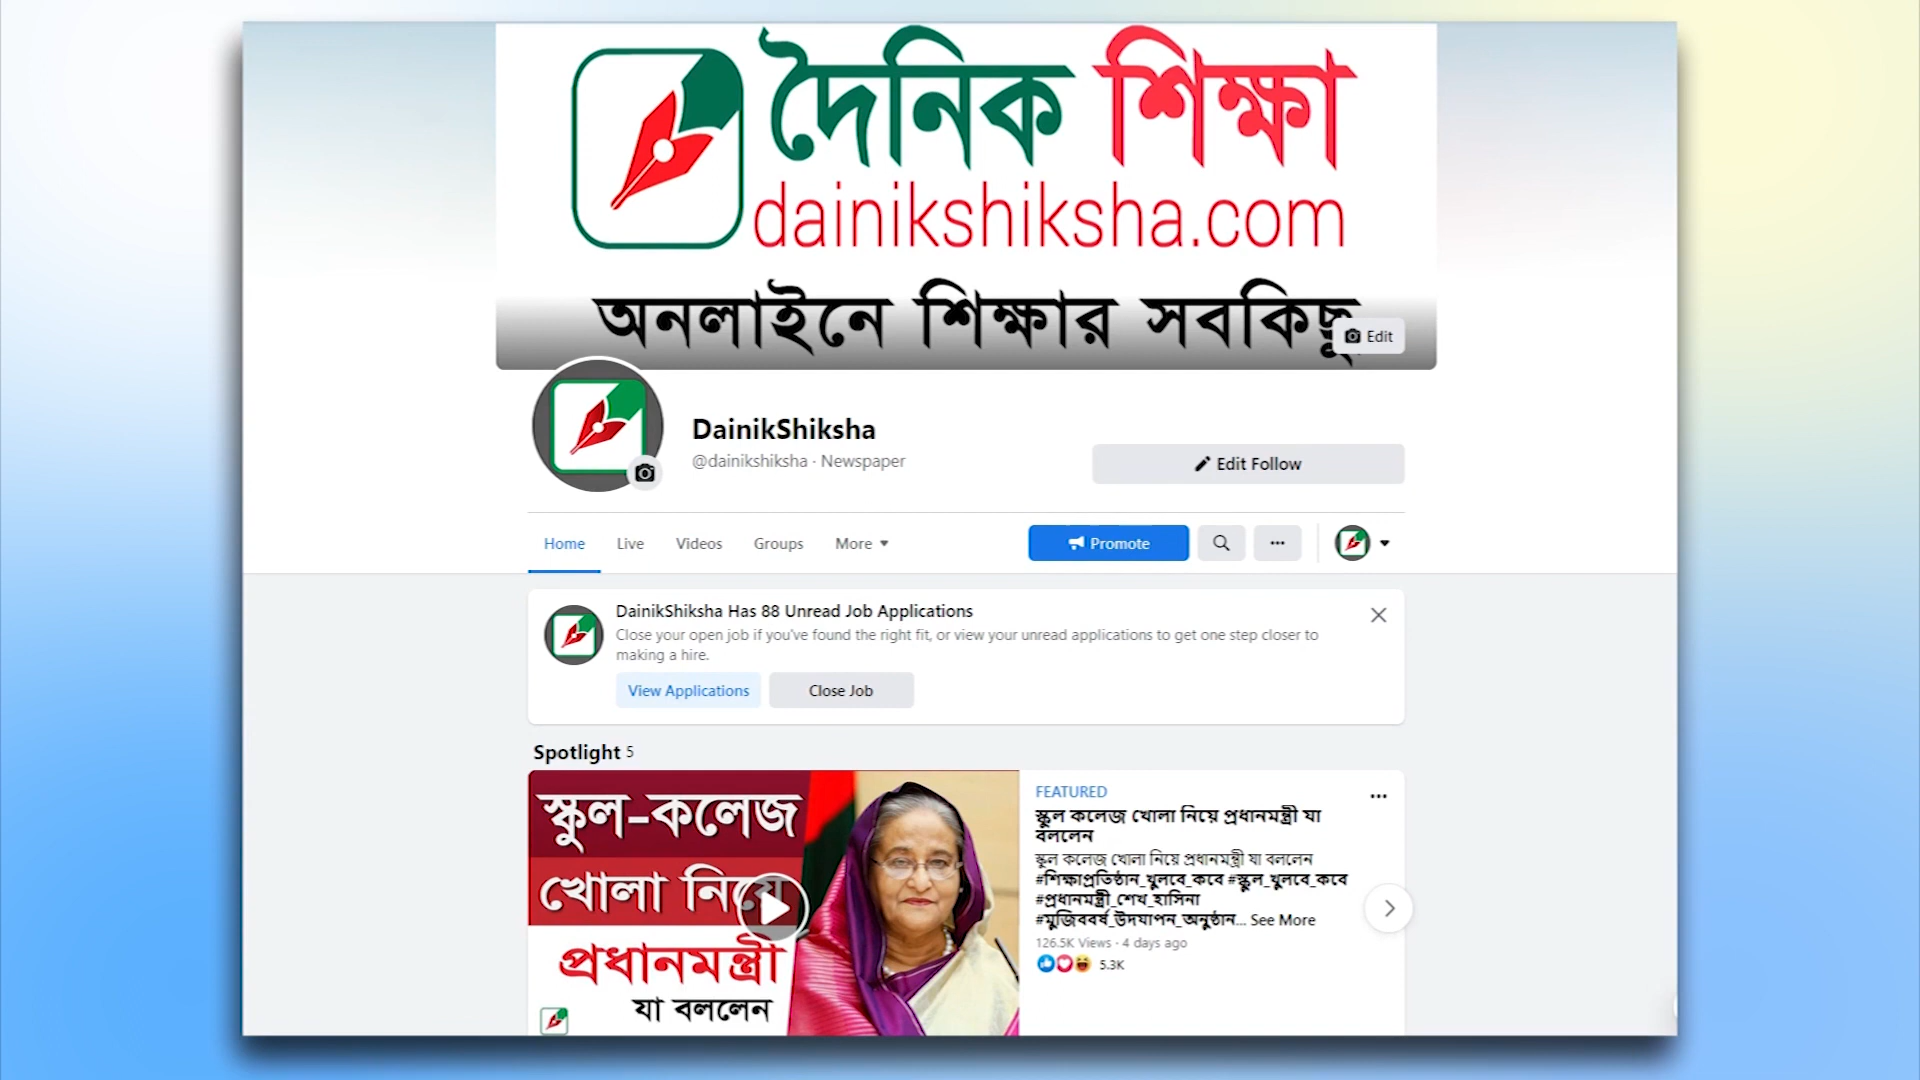 দৈনিক শিক্ষা
dainikshiksha.com
অনলাইনে শিক্ষার সবকিছু
Edit
DainikShiksha
@dainikshiksha · Newspaper
Edit Follow
Home Live Videos Groups More
Promote
DainikShiksha Has 88 Unread Job Applications
Close your open job if you've found the right fit, or view your unread applications to get one step closer to
making a hire.
View Applications Close Job
Spotlight 5
স্কুল-কলেজ
খোলা নিয়ে
প্রধানমন্ত্রী
যা বললেন
FEATURED
স্কুল কলেজ খোলা নিয়ে প্রধানমন্ত্রী যা
বললেন
স্কুল কলেজ খোলা নিয়ে প্রধানমন্ত্রী যা বললেন
#শিক্ষাপ্রতিষ্ঠান_খুলবে_কবে #স্কুল_খুলবে_কবে
#প্রধানমন্ত্রী_শেখ_হাসিনা
#মুজিববর্ষ_উদযাপন_অনুষ্ঠান... See More
126.5K Views · 4 days ago
5.3K